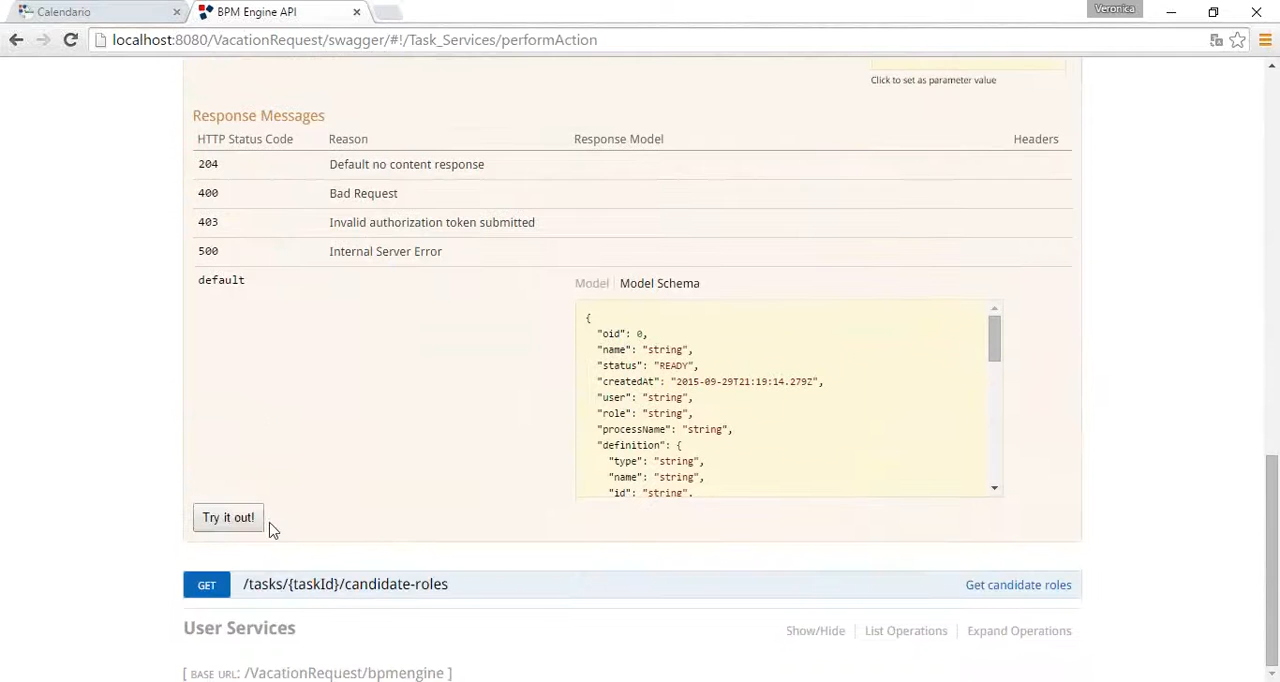 Calendario
BPM Engine API
Veronica
localhost:8080/VacationRequest/swagger/#!/Task_Services/performAction
Click to set as parameter value
Response Messages
HTTP Status Code Reason Response Model Headers
204 Default no content response
400 Bad Request
403 Invalid authorization token submitted
500 Internal Server Error
default
Model Model Schema
{
"oid": 0,
"name": "string",
"status": "READY",
"createdAt": "2015-09-29T21:19:14.279Z",
"user": "string",
"role": "string",
"processName": "string",
"definition": {
"type": "string",
"name": "string",
"id": "string",
Try it out!
GET /tasks/{taskId}/candidate-roles Get candidate roles
User Services Show/Hide List Operations Expand Operations
[ BASE URL: /VacationRequest/bpmengine ]